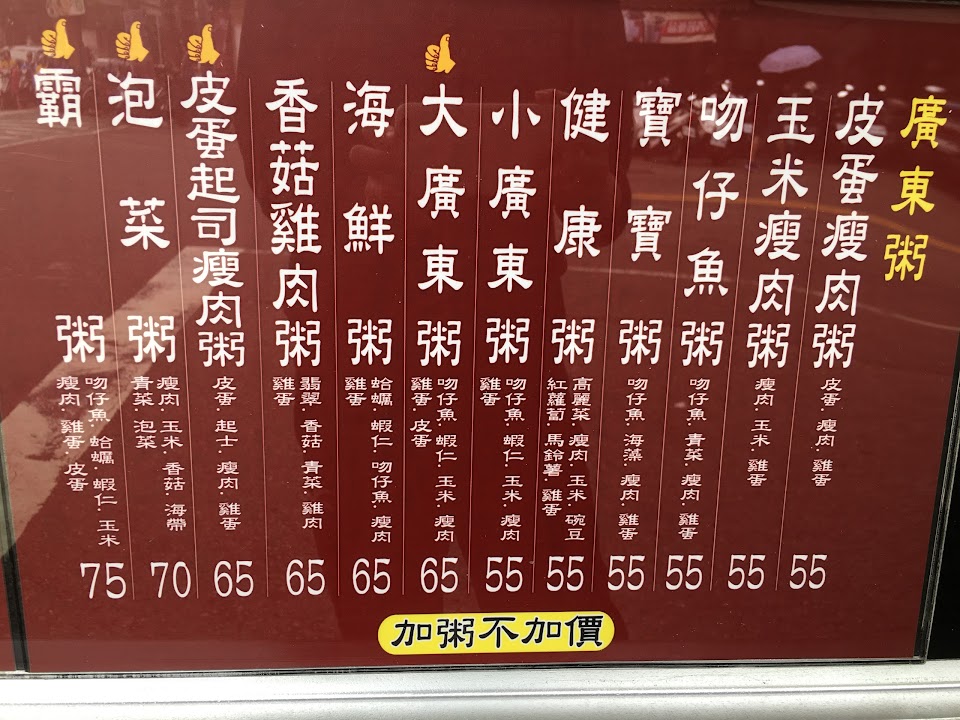 廣東粥
皮蛋瘦肉粥
皮蛋.瘦肉.雞蛋
55
玉米瘦肉粥
瘦肉.玉米.雞蛋
55
吻仔魚粥
吻仔魚.青菜.瘦肉.雞蛋
55
寶寶粥
吻仔魚.海藻.瘦肉.雞蛋
55
健康粥
高麗菜.瘦肉.玉米.碗豆
紅蘿蔔.馬鈴薯.雞蛋
55
小廣東粥
吻仔魚.蝦仁.玉米.瘦肉
雞蛋
55
大廣東粥
吻仔魚.蝦仁.玉米.瘦肉
雞蛋.皮蛋
65
海鮮粥
蛤蠣.蝦仁.吻仔魚.瘦肉
雞蛋
65
香菇雞肉粥
翡翠.香菇.青菜.雞肉
雞蛋
65
皮蛋起司瘦肉粥
皮蛋.起士.瘦肉.雞蛋
65
泡菜粥
瘦肉.玉米.香菇.海帶
青菜.泡菜
70
霸粥
吻仔魚.蛤蠣.蝦仁.玉米
瘦肉.雞蛋.皮蛋
75
加粥不加價